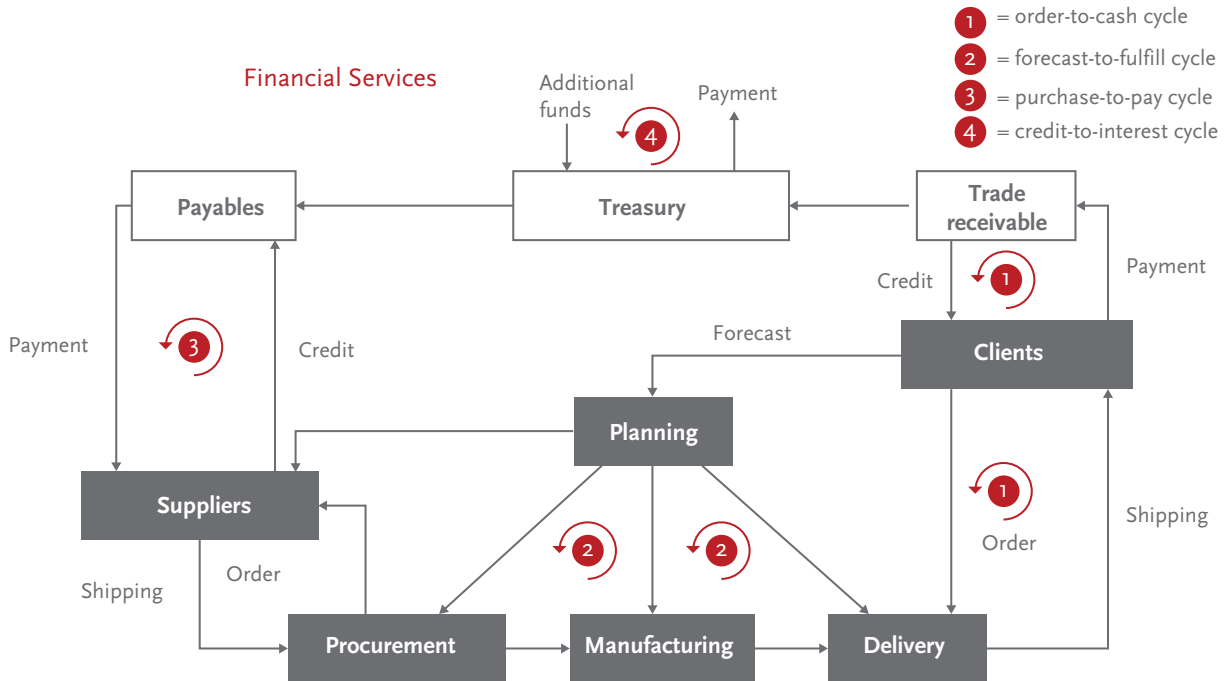 1 = order-to-cash cycle
2 = forecast-to-fulfill cycle
3 = purchase-to-pay cycle
4 = credit-to-interest cycle
Financial Services
Additional
funds
Payment
4
Payables
Treasury
Trade
receivable
Credit
1
Payment
Payment
3
Credit
Forecast
Clients
Planning
Suppliers
1
Order
Shipping
2
2
Shipping
Order
Procurement
Manufacturing
Delivery